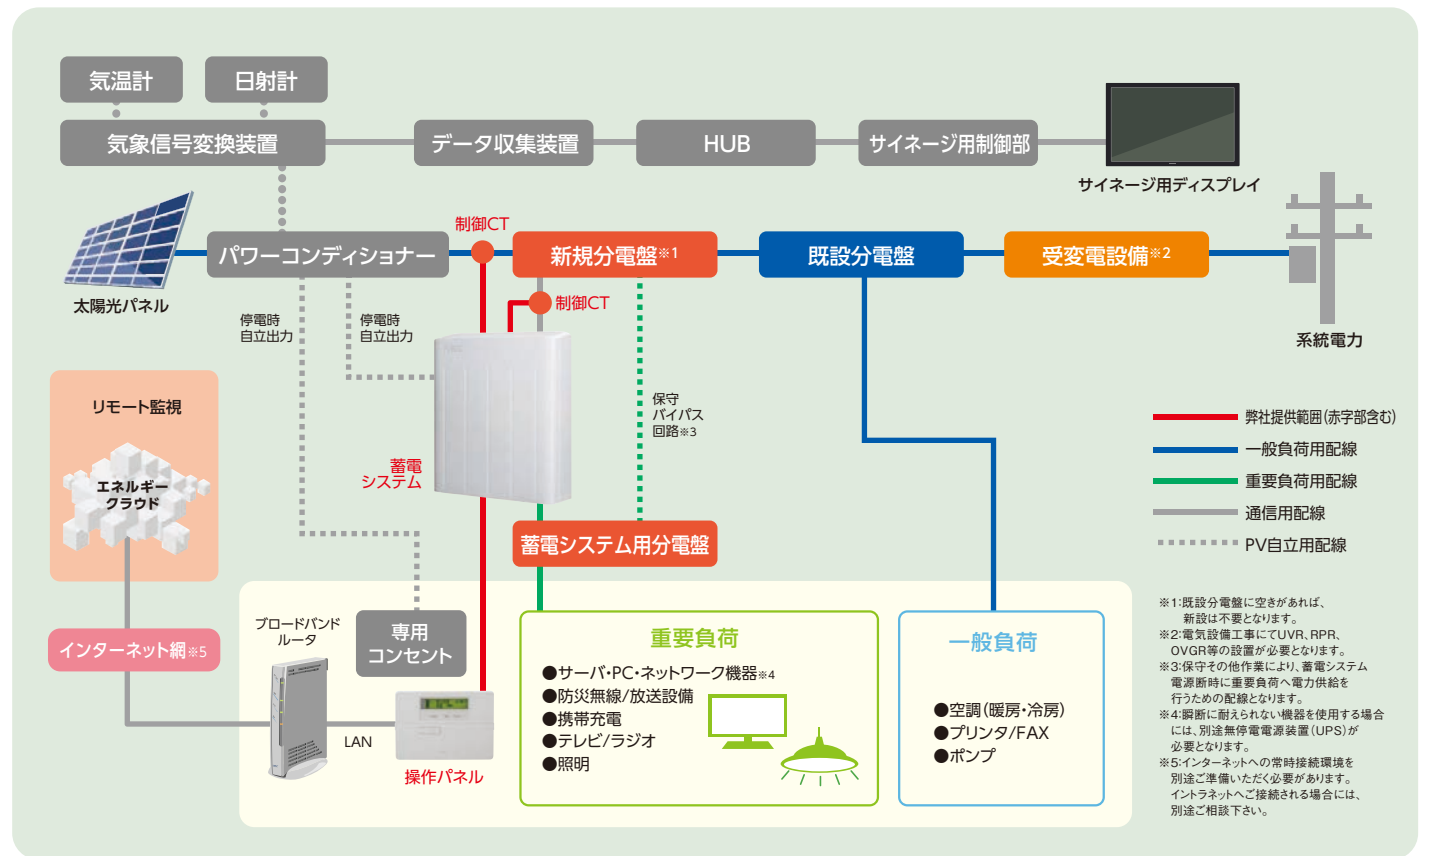 気温計
日射計
気象信号変換装置
データ収集装置
HUB
サイネージ用制御部
サイネージ用ディスプレイ
太陽光パネル
パワーコンディショナー
制御CT
新規分電盤※1
既設分電盤
受変電設備※2
系統電力
制御CT
停電時
自立出力
停電時
自立出力
保守
バイパス
回路※3
蓄電
システム
蓄電システム用分電盤
リモート監視
エネルギー
クラウド
インターネット網※5
ブロードバンド
ルータ
専用
コンセント
LAN
操作パネル
重要負荷
●サーバ・PC・ネットワーク機器※4
●防災無線/放送設備
●携帯充電
●テレビ/ラジオ
●照明
一般負荷
●空調(暖房・冷房)
●プリンタ/FAX
●ポンプ
弊社提供範囲(赤字部含む)
一般負荷用配線
重要負荷用配線
通信用配線
PV自立用配線
※1:既設分電盤に空きがあれば、
新設は不要となります。
※2:電気設備工事にてUVR、RPR、
OVGR等の設置が必要となります。
※3:保守その他作業により、蓄電システム
電源断時に重要負荷へ電力供給を
行うための配線となります。
※4:瞬断に耐えられない機器を使用する場合
には、別途無停電電源装置(UPS)が
必要となります。
※5:インターネットへの常時接続環境を
別途ご準備いただく必要があります。
イントラネットへご接続される場合には、
別途ご相談下さい。